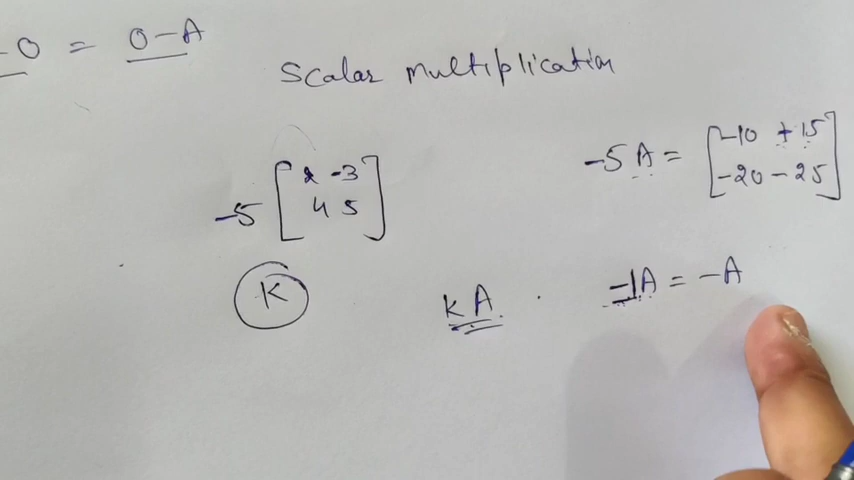 -O = O-A
Scalar Multiplication
-5 [2 -3
4 5]
-5A = [-10 +15
-20 -25]
K
kA .
-1A = -A